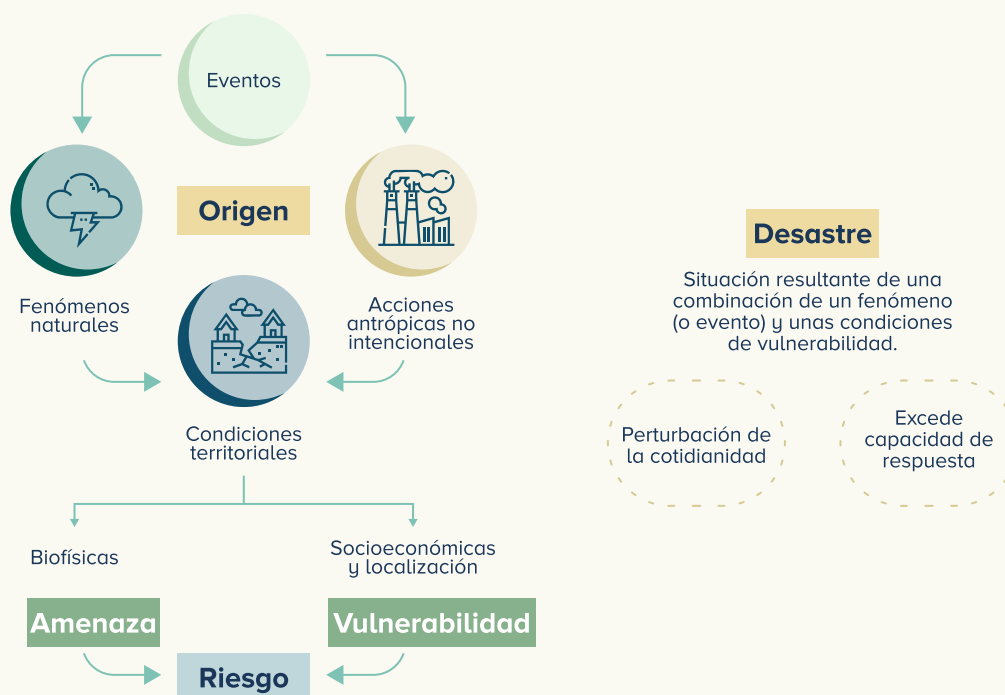 Eventos
Origen
Fenómenos
naturales
Acciones
antrópicas no
intencionales
Condiciones
territoriales
Biofísicas
Socioeconómicas
y localización
Amenaza
Vulnerabilidad
Riesgo
Desastre
Situación resultante de una
combinación de un fenómeno
(o evento) y unas condiciones
de vulnerabilidad.
Perturbación de
la cotidianidad
Excede
capacidad de
respuesta